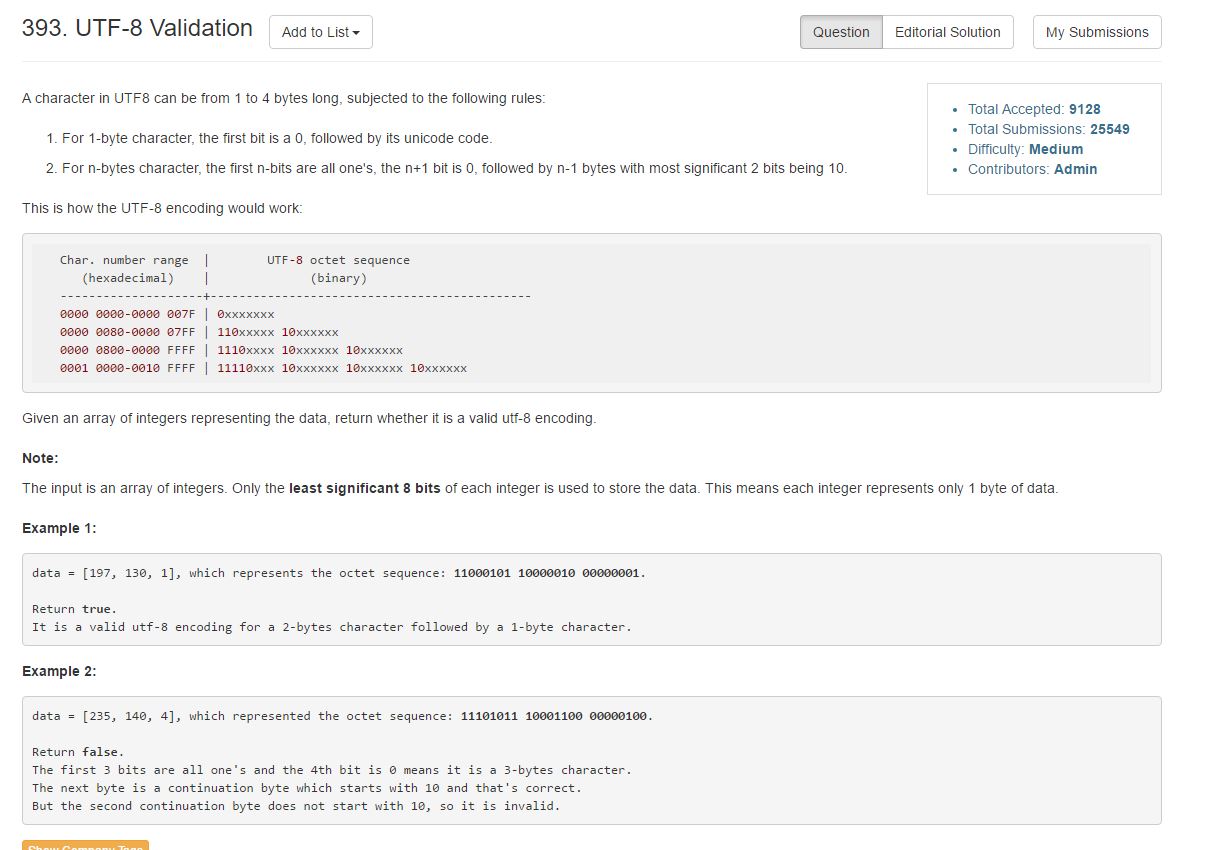 393. UTF-8 Validation
Add to List
Question
Editorial Solution
My Submissions
A character in UTF8 can be from 1 to 4 bytes long, subjected to the following rules:
Total Accepted: 9128
Total Submissions: 25549
Difficulty: Medium
Contributors: Admin
1. For 1-byte character, the first bit is a 0, followed by its unicode code.
2. For n-bytes character, the first n-bits are all one's, the n+1 bit is 0, followed by n-1 bytes with most significant 2 bits being 10.
This is how the UTF-8 encoding would work:
Char. number range | UTF-8 octet sequence
(hexadecimal) | (binary)
--------------------+---------------------------------------------
0000 0000-0000 007F | 0xxxxxxx
0000 0080-0000 07FF | 110xxxxx 10xxxxxx
0000 0800-0000 FFFF | 1110xxxx 10xxxxxx 10xxxxxx
0001 0000-0010 FFFF | 11110xxx 10xxxxxx 10xxxxxx 10xxxxxx
Given an array of integers representing the data, return whether it is a valid utf-8 encoding.
Note:
The input is an array of integers. Only the least significant 8 bits of each integer is used to store the data. This means each integer represents only 1 byte of data.
Example 1:
data = [197, 130, 1], which represents the octet sequence: 11000101 10000010 00000001.
Return true.
It is a valid utf-8 encoding for a 2-bytes character followed by a 1-byte character.
Example 2:
data = [235, 140, 4], which represented the octet sequence: 11101011 10001100 00000100.
Return false.
The first 3 bits are all one's and the 4th bit is 0 means it is a 3-bytes character.
The next byte is a continuation byte which starts with 10 and that's correct.
But the second continuation byte does not start with 10, so it is invalid.
Show Company Tags